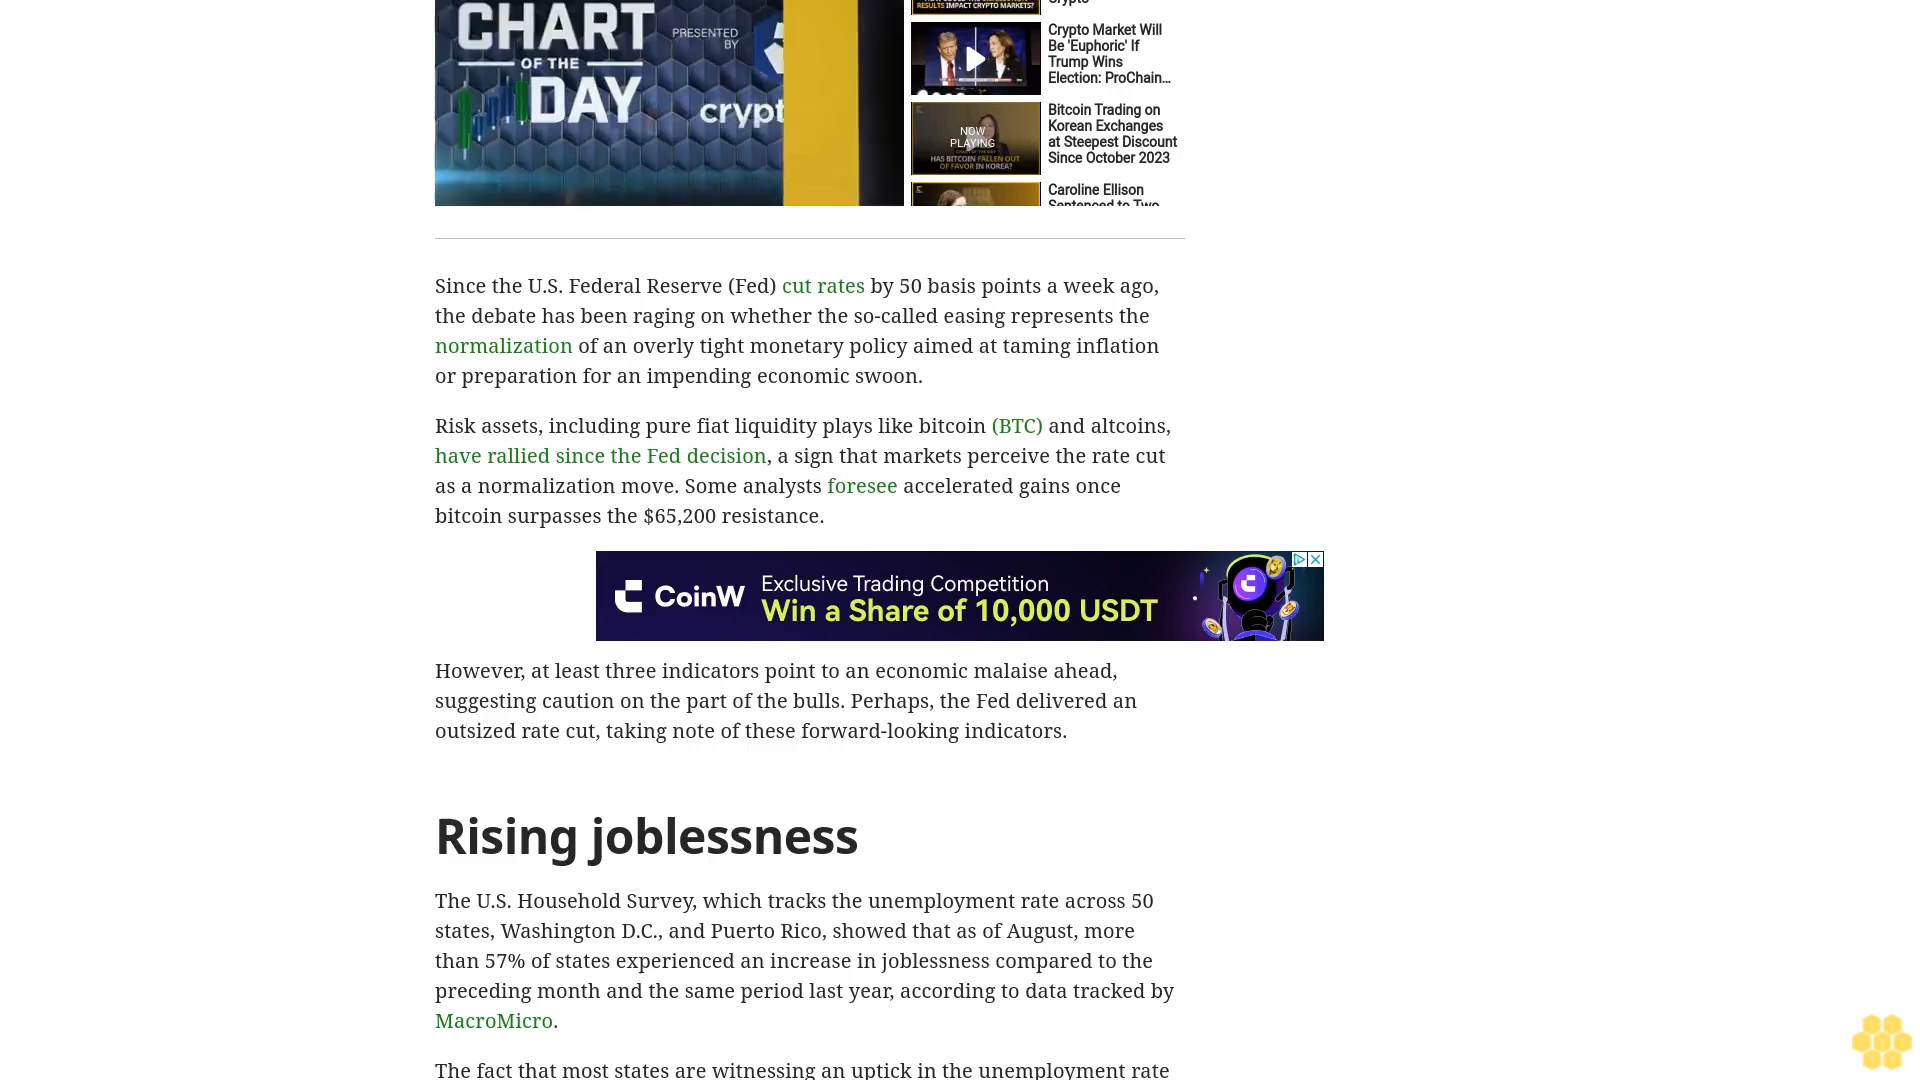 CHART
OF THE
DAY
PRESENTED
BY
crypt
RESULTS IMPACT CRYPTO MARKETS?
Crypto
Crypto Market Will
Be 'Euphoric' If
Trump Wins
Election: ProChain...
NOW
PLAYING
HAS BITCOIN FALLEN OUT
OF FAVOR IN KOREA?
Bitcoin Trading on
Korean Exchanges
at Steepest Discount
Since October 2023
Caroline Ellison
Sentenced to Two
Since the U.S. Federal Reserve (Fed) cut rates by 50 basis points a week ago,
the debate has been raging on whether the so-called easing represents the
normalization of an overly tight monetary policy aimed at taming inflation
or preparation for an impending economic swoon.
Risk assets, including pure fiat liquidity plays like bitcoin (BTC) and altcoins,
have rallied since the Fed decision, a sign that markets perceive the rate cut
as a normalization move. Some analysts foresee accelerated gains once
bitcoin surpasses the $65,200 resistance.
CoinW
Exclusive Trading Competition
Win a Share of 10,000 USDT
However, at least three indicators point to an economic malaise ahead,
suggesting caution on the part of the bulls. Perhaps, the Fed delivered an
outsized rate cut, taking note of these forward-looking indicators.
Rising joblessness
The U.S. Household Survey, which tracks the unemployment rate across 50
states, Washington D.C., and Puerto Rico, showed that as of August, more
than 57% of states experienced an increase in joblessness compared to the
preceding month and the same period last year, according to data tracked by
MacroMicro.
The fact that most states are witnessing an uptick in the unemployment rate